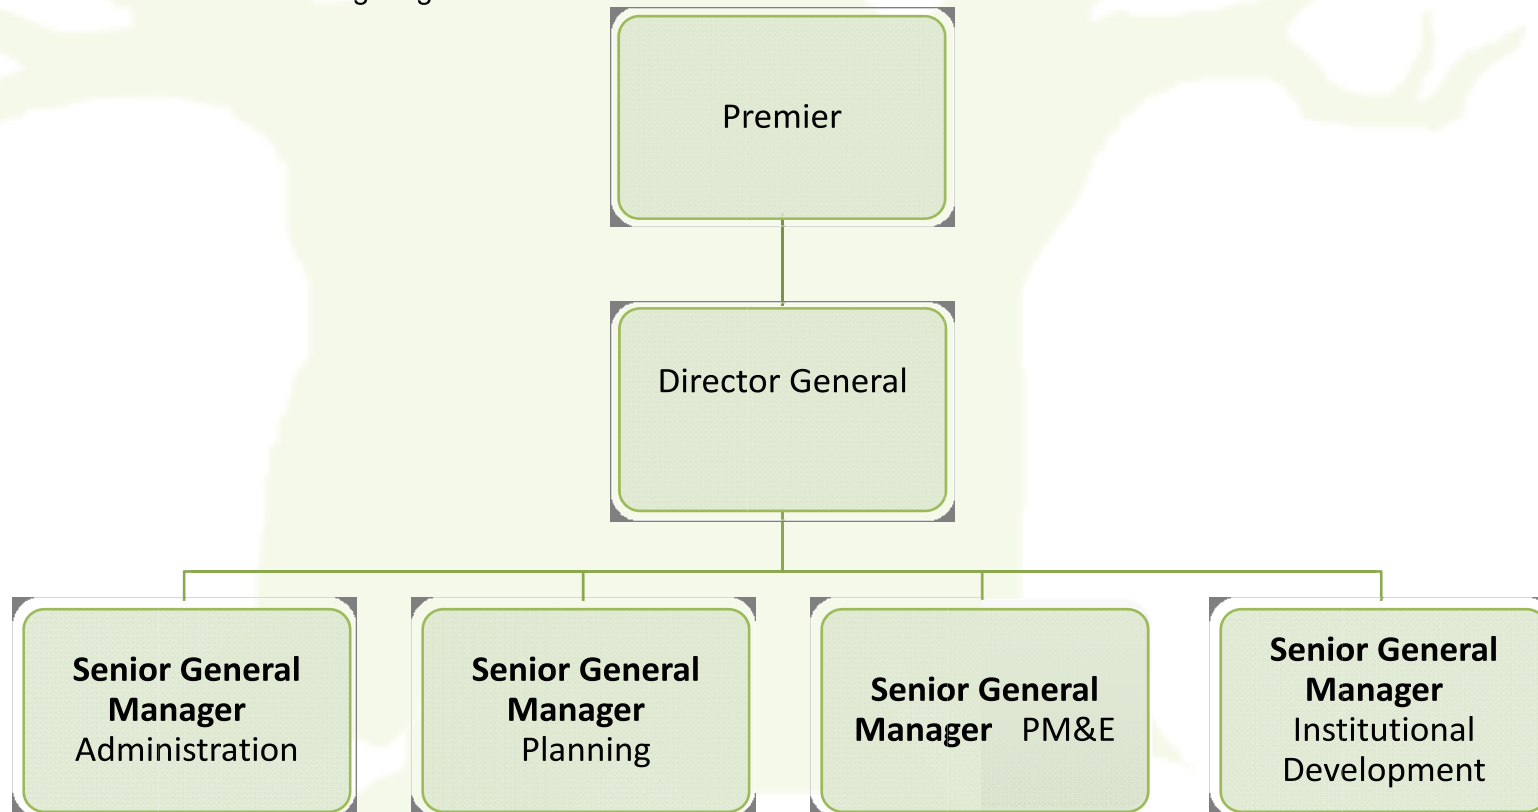 Premier
Director General
Senior General
Manager
Administration
Senior General
Manager
Planning
Senior General
Manager PM&E
Senior General
Manager
Institutional
Development